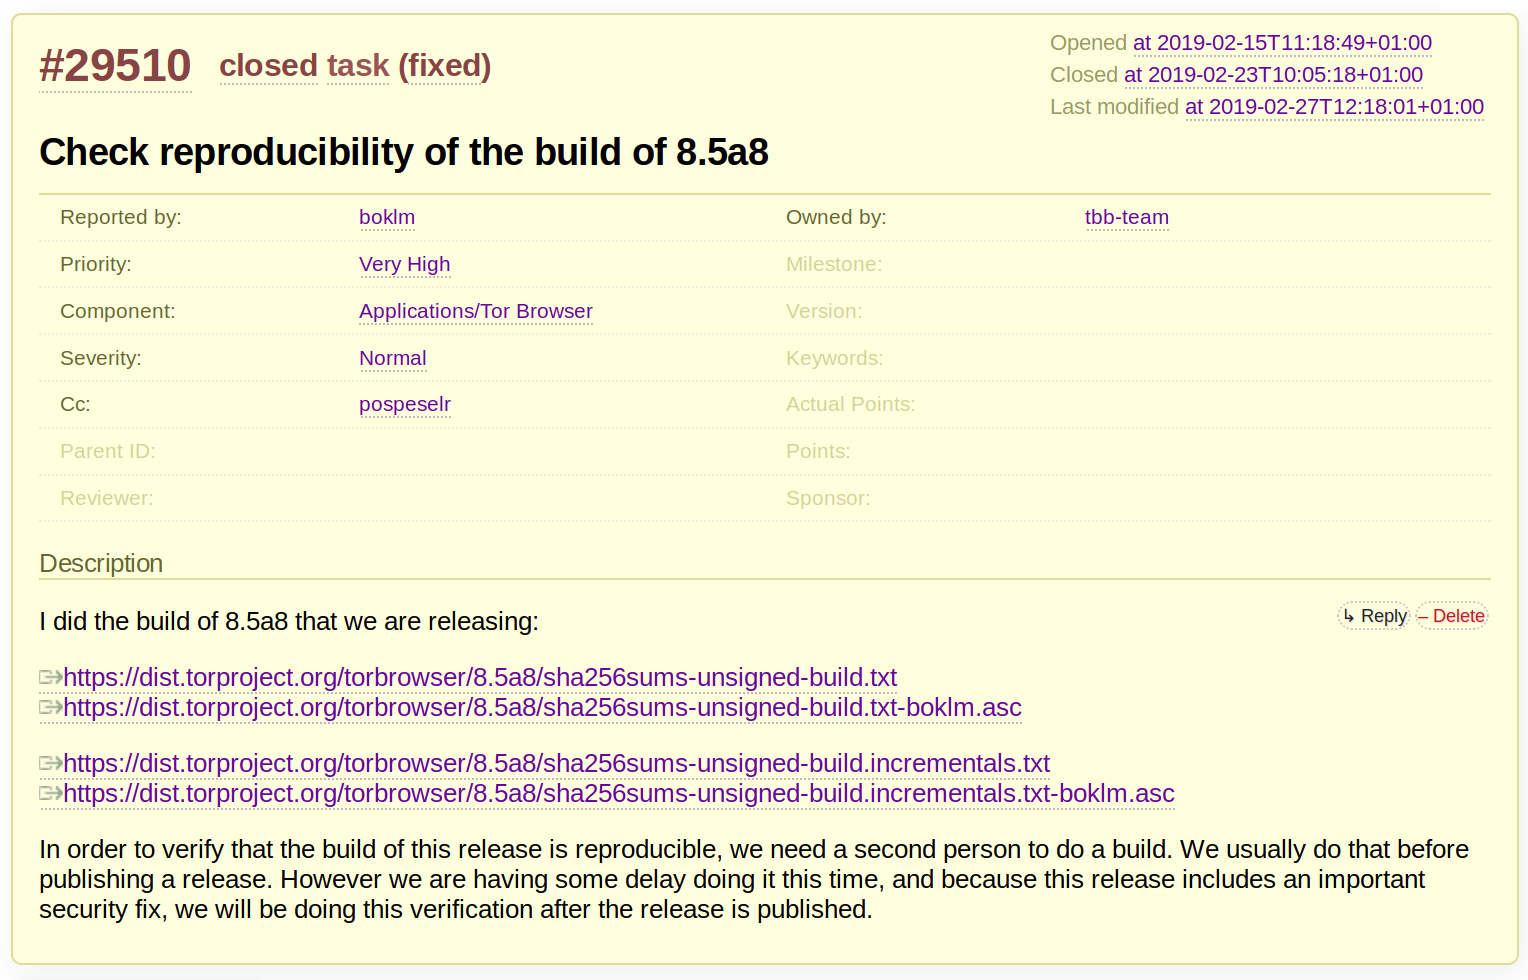 #29510 closed task (fixed)
Opened at 2019-02-15T11:18:49+01:00
Closed at 2019-02-23T10:05:18+01:00
Last modified at 2019-02-27T12:18:01+01:00
Check reproducibility of the build of 8.5a8
Reported by: boklm Owned by: tbb-team
Priority: Very High Milestone:
Component: Applications/Tor Browser Version:
Severity: Normal Keywords:
Cc: pospeselr Actual Points:
Parent ID: Points:
Reviewer: Sponsor:
Description
↳ Reply – Delete
I did the build of 8.5a8 that we are releasing:
https://dist.torproject.org/torbrowser/8.5a8/sha256sums-unsigned-build.txt
https://dist.torproject.org/torbrowser/8.5a8/sha256sums-unsigned-build.txt-boklm.asc
https://dist.torproject.org/torbrowser/8.5a8/sha256sums-unsigned-build.incrementals.txt
https://dist.torproject.org/torbrowser/8.5a8/sha256sums-unsigned-build.incrementals.txt-boklm.asc
In order to verify that the build of this release is reproducible, we need a second person to do a build. We usually do that before
publishing a release. However we are having some delay doing it this time, and because this release includes an important
security fix, we will be doing this verification after the release is published.